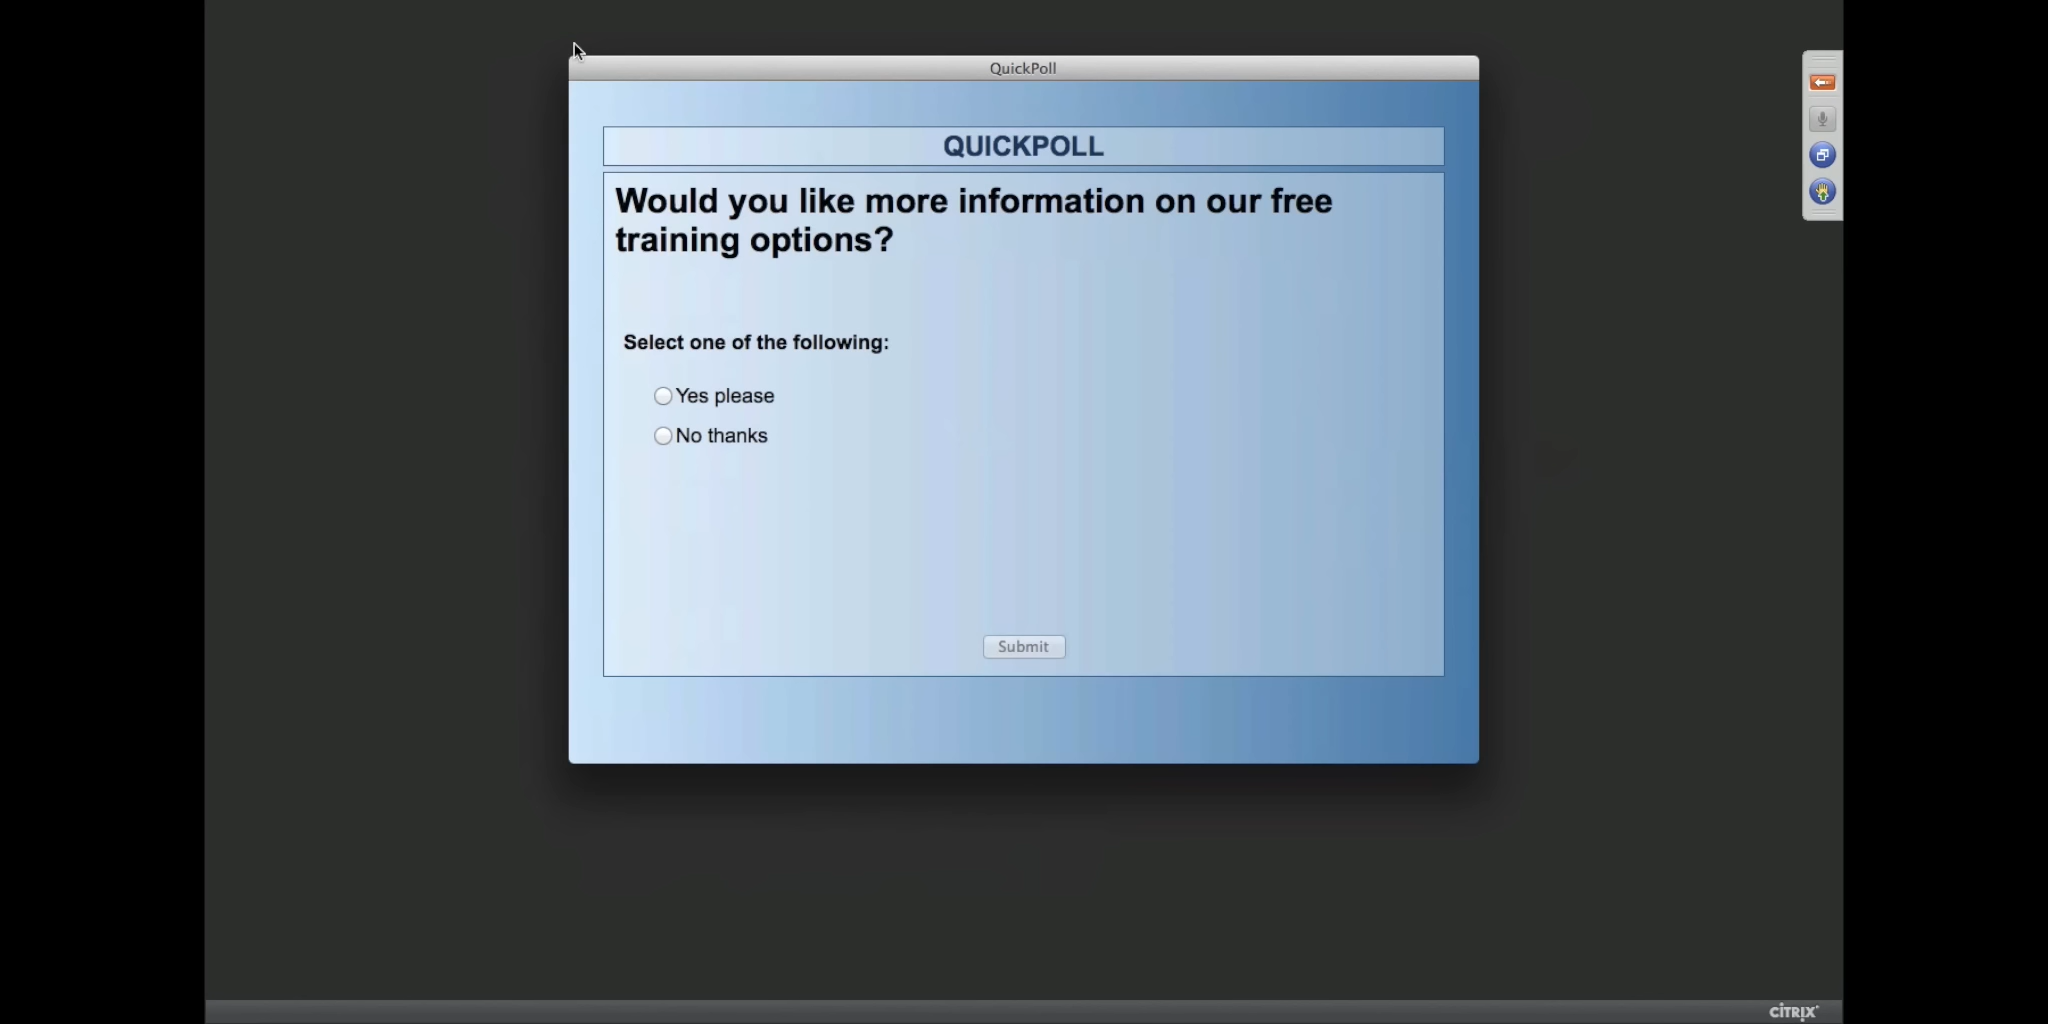 QuickPoll
QUICKPOLL
Would you like more information on our free
training options?
Select one of the following:
Yes please
No thanks
Submit
CITRIX